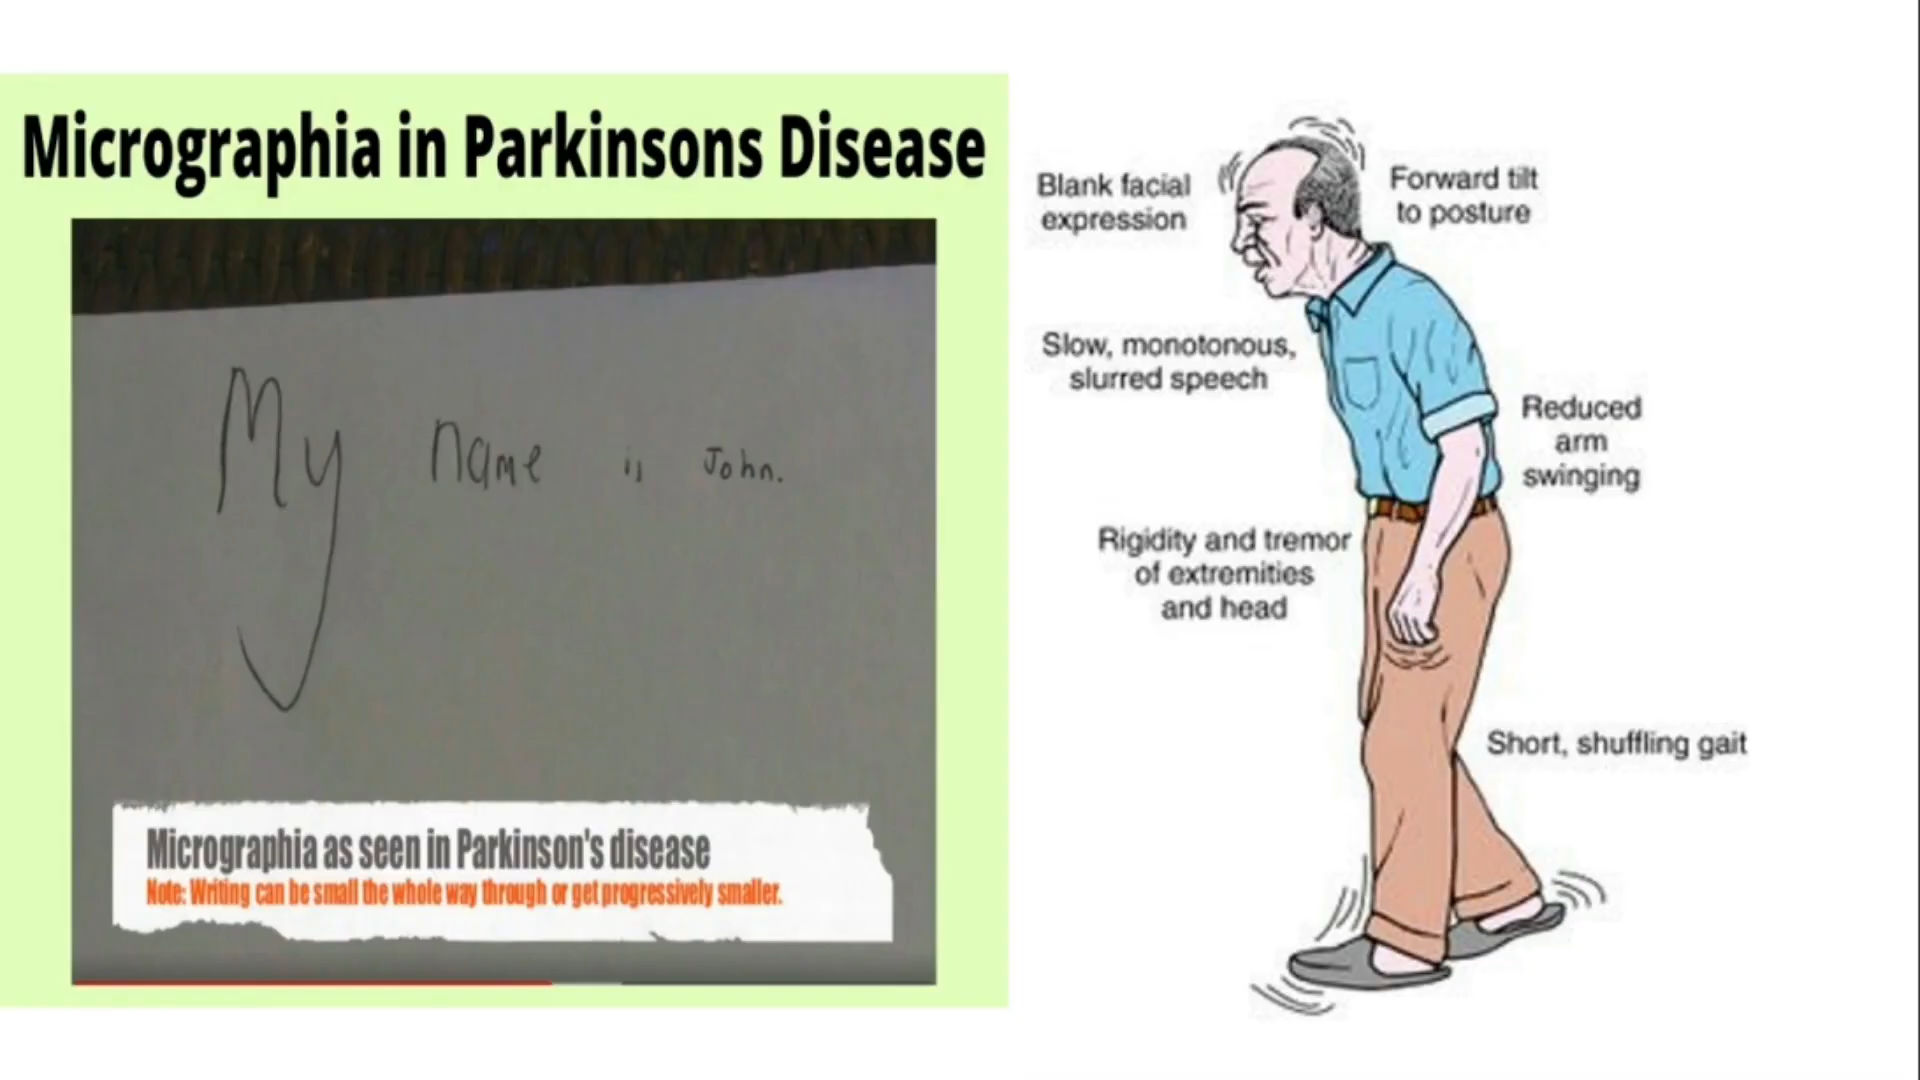 Micrographia in Parkinsons Disease
My name is John.
Micrographia as seen in Parkinson's disease
Note: Writing can be small the whole way through or get progressively smaller.
Blank facial
expression
Forward tilt
to posture
Slow, monotonous,
slurred speech
Reduced
arm
swinging
Rigidity and tremor
of extremities
and head
Short, shuffling gait